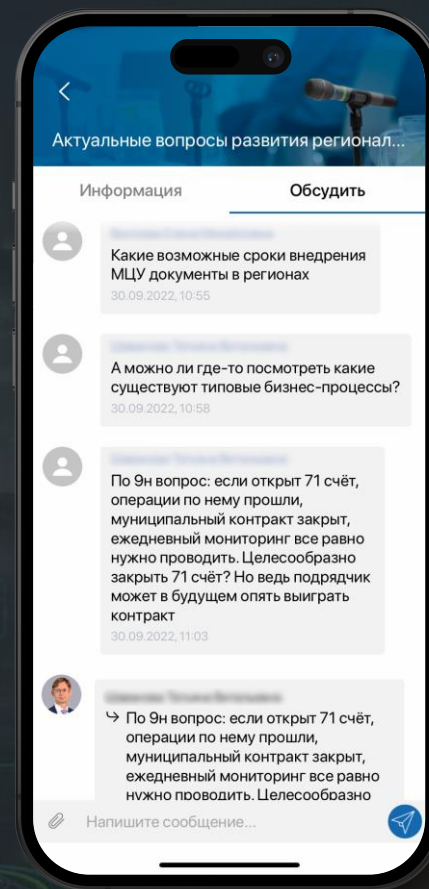 Актуальные вопросы развития регионал...
Информация
Обсудить
Какие возможные сроки внедрения
МЦУ документы в регионах
30.09.2022, 10:55
А можно ли где-то посмотреть какие
существуют типовые бизнес-процессы?
30.09.2022, 10:58
По 9н вопрос: если открыт 71 счёт,
операции по нему прошли,
муниципальный контракт закрыт,
ежедневный мониторинг все равно
нужно проводить. Целесообразно
закрыть 71 счёт? Но ведь подрядчик
может в будущем опять выиграть
контракт
30.09.2022, 11:03
По 9н вопрос: если открыт 71 счёт,
операции по нему прошли,
муниципальный контракт закрыт,
ежедневный мониторинг все равно
нужно проводить. Целесообразно
Напишите сообщение...